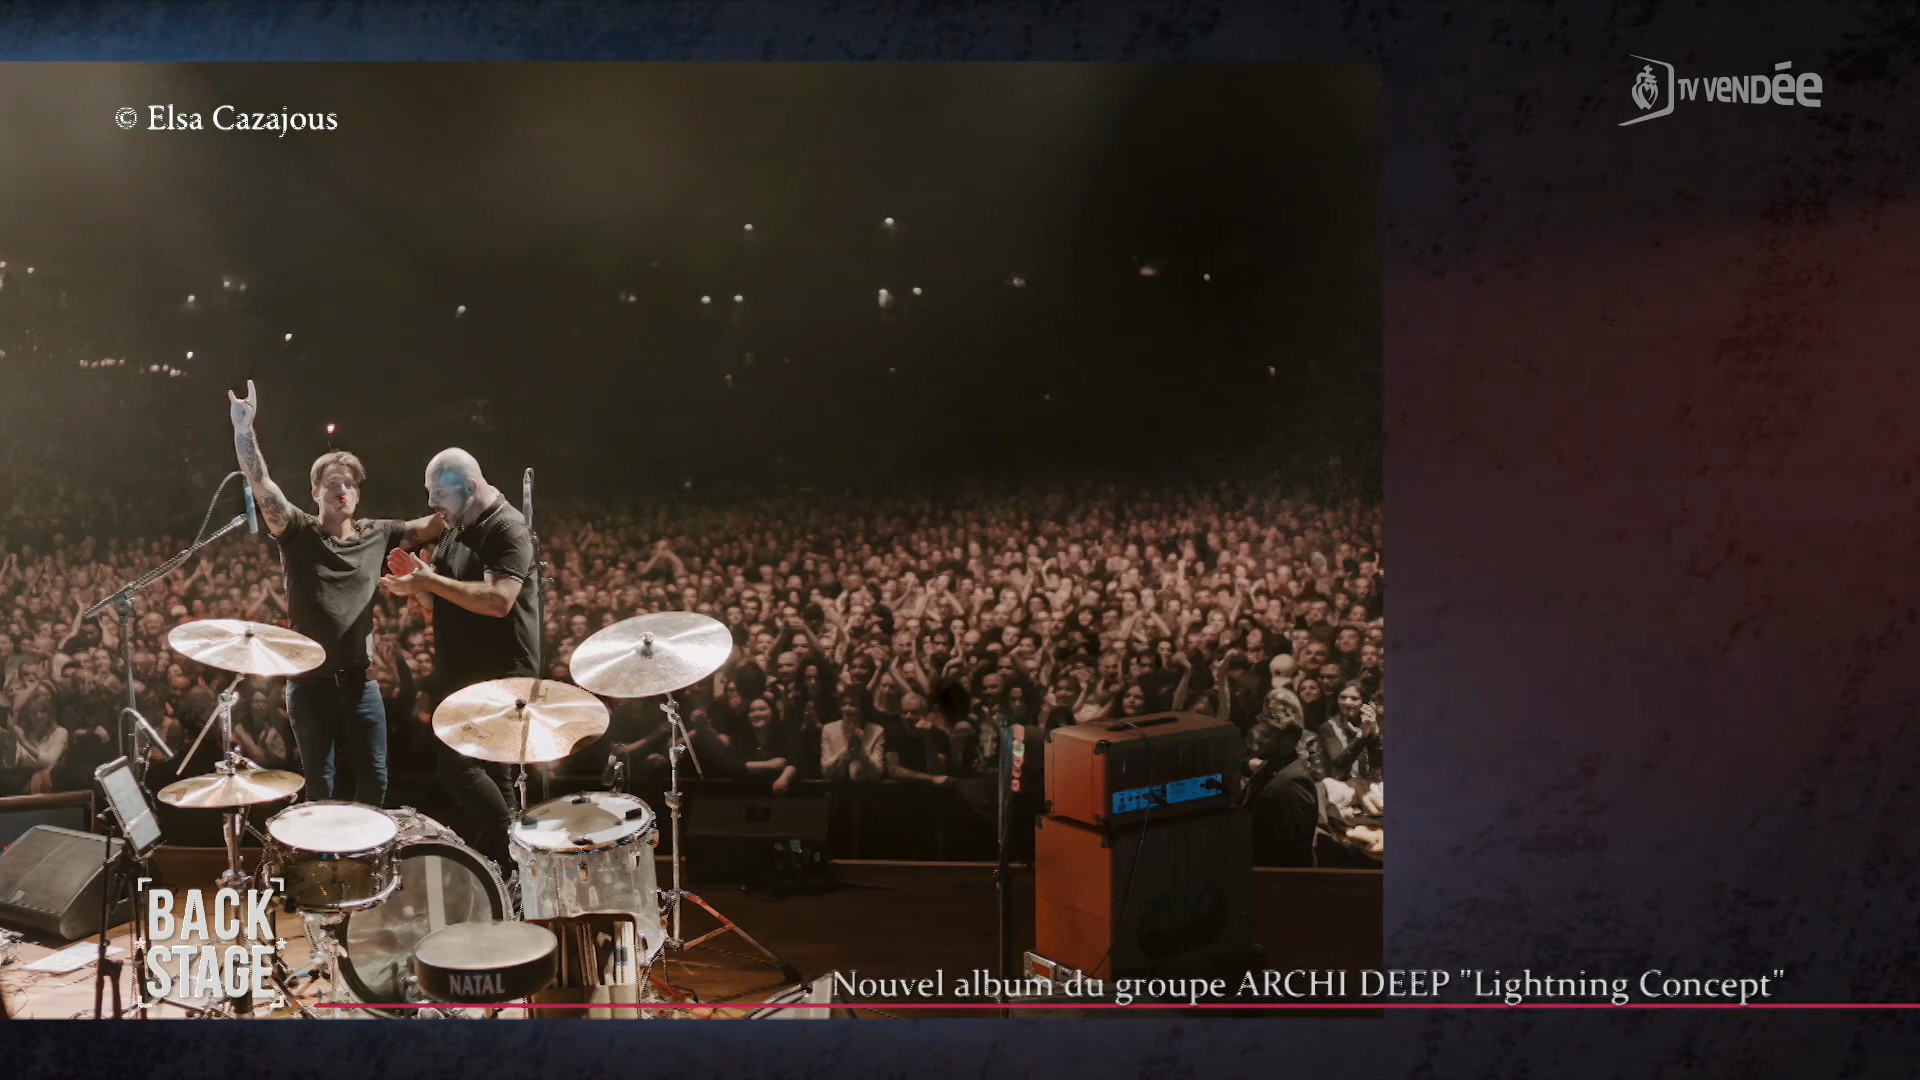 © Elsa Cazajous
TV VENDÉE
BACK
STAGE
NATAL
Nouvel album du groupe ARCHI DEEP "Lightning Concept"